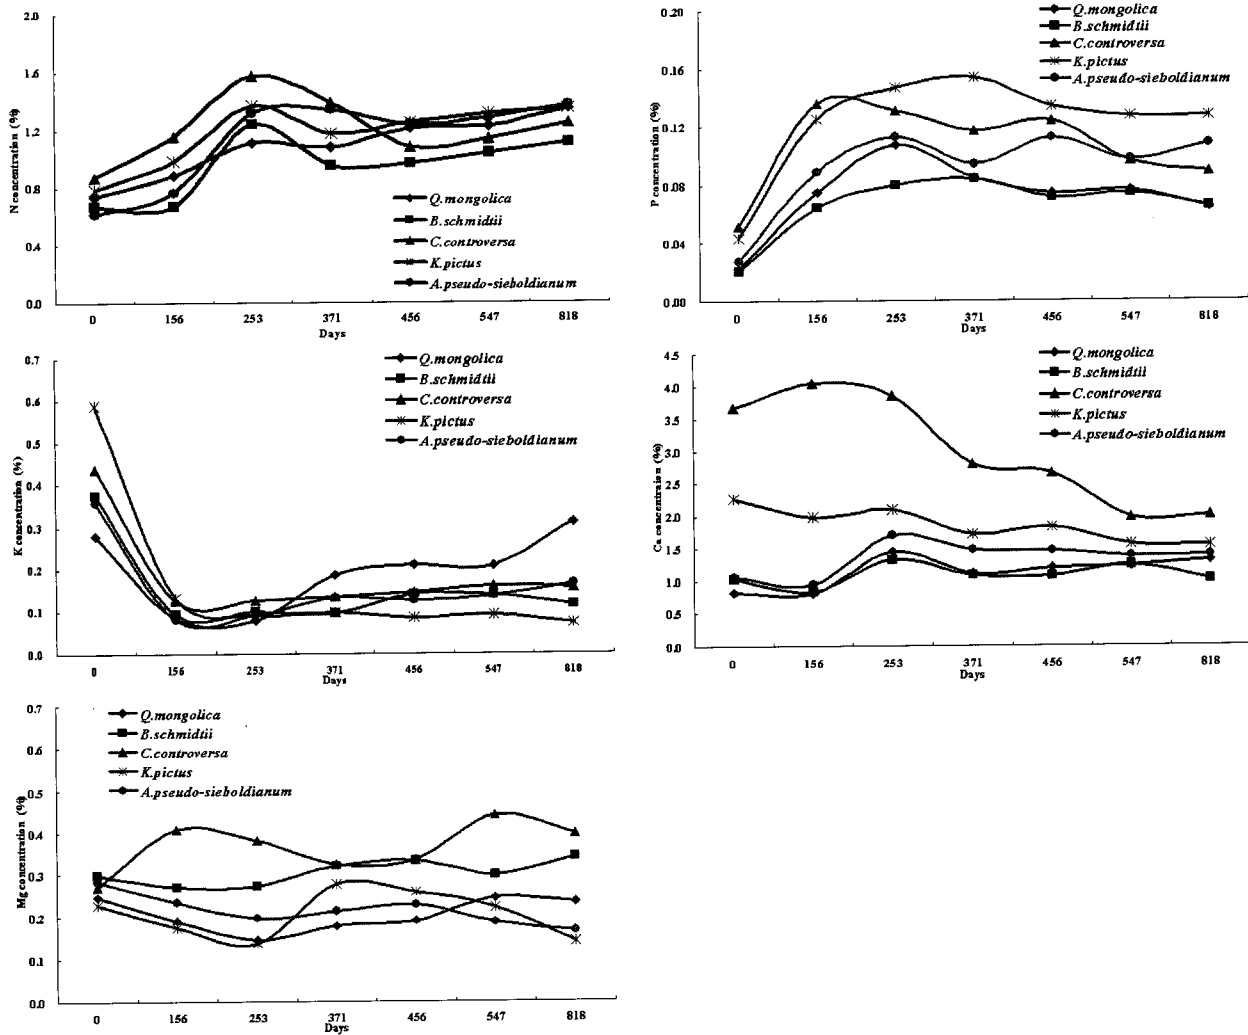 2.0
1.6
1.2
0.8
0.4
0.0
N concentration (%)
Q.mongolica
B.schmidtii
C.controversa
K.pictus
A.pseudo-sieboldianum
0 156 253 371 456 547 818
Days
0.20
0.16
0.12
0.08
0.04
0.00
P concentration (%)
Q.mongolica
B.schmidtii
C.controversa
K.pictus
A.pseudo-sieboldianum
0 156 253 371 456 547 818
Days
0.7
0.6
0.5
0.4
0.3
0.2
0.1
0.0
K concentration (%)
Q.mongolica
B.schmidtii
C.controversa
K.pictus
A.pseudo-sieboldianum
0 156 253 371 456 547 818
Days
4.5
4.0
3.5
3.0
2.5
2.0
1.5
1.0
0.5
0.0
Ca concentration (%)
Q.mongolica
B.schmidtii
C.controversa
K.pictus
A.pseudo-sieboldianum
0 156 253 371 456 547 818
Days
0.7
0.6
0.5
0.4
0.3
0.2
0.1
0.0
Mg concentration (%)
Q.mongolica
B.schmidtii
C.controversa
K.pictus
A.pseudo-sieboldianum
0 156 253 371 456 547 818
Days